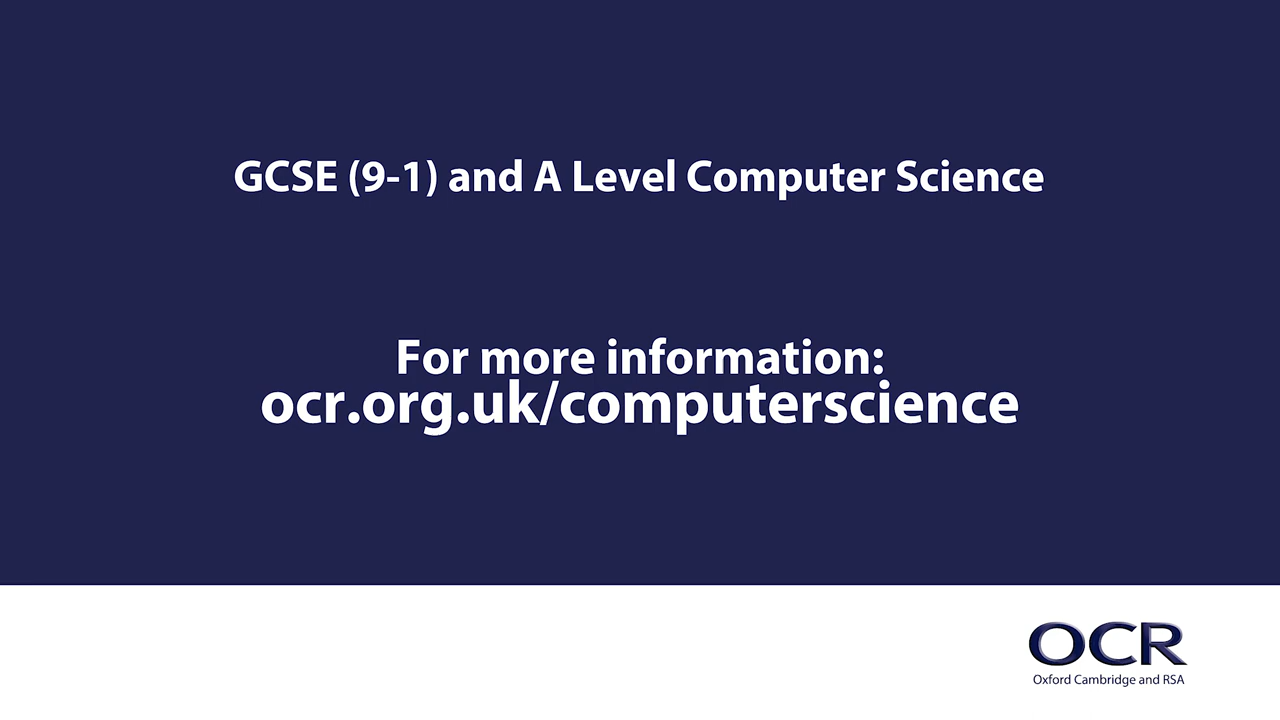 GCSE (9-1) and A Level Computer Science
For more information:
ocr.org.uk/computerscience
OCR
Oxford Cambridge and RSA